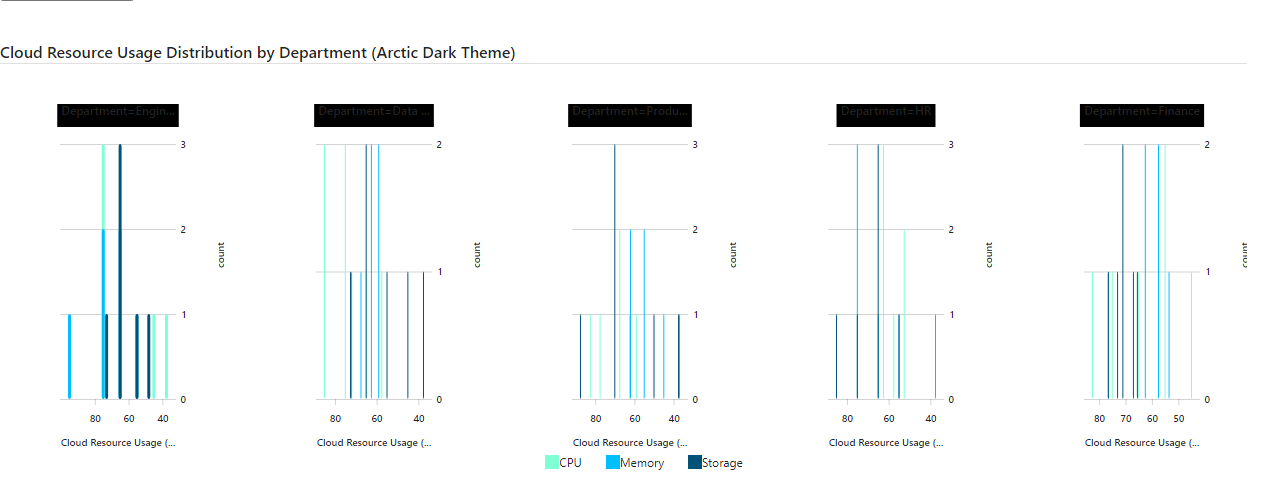 Cloud Resource Usage Distribution by Department (Arctic Dark Theme)
Department=Engin...
Department=Data ...
Department=Produ...
Department=HR
Department=Finance
3
2
1
0
count
80
60
40
Cloud Resource Usage (...
2
1
0
count
80
60
40
Cloud Resource Usage (...
3
2
1
0
count
80
60
40
Cloud Resource Usage (...
3
2
1
0
count
80
60
40
Cloud Resource Usage (...
2
1
0
count
80
70
60
50
Cloud Resource Usage (...
CPU
Memory
Storage